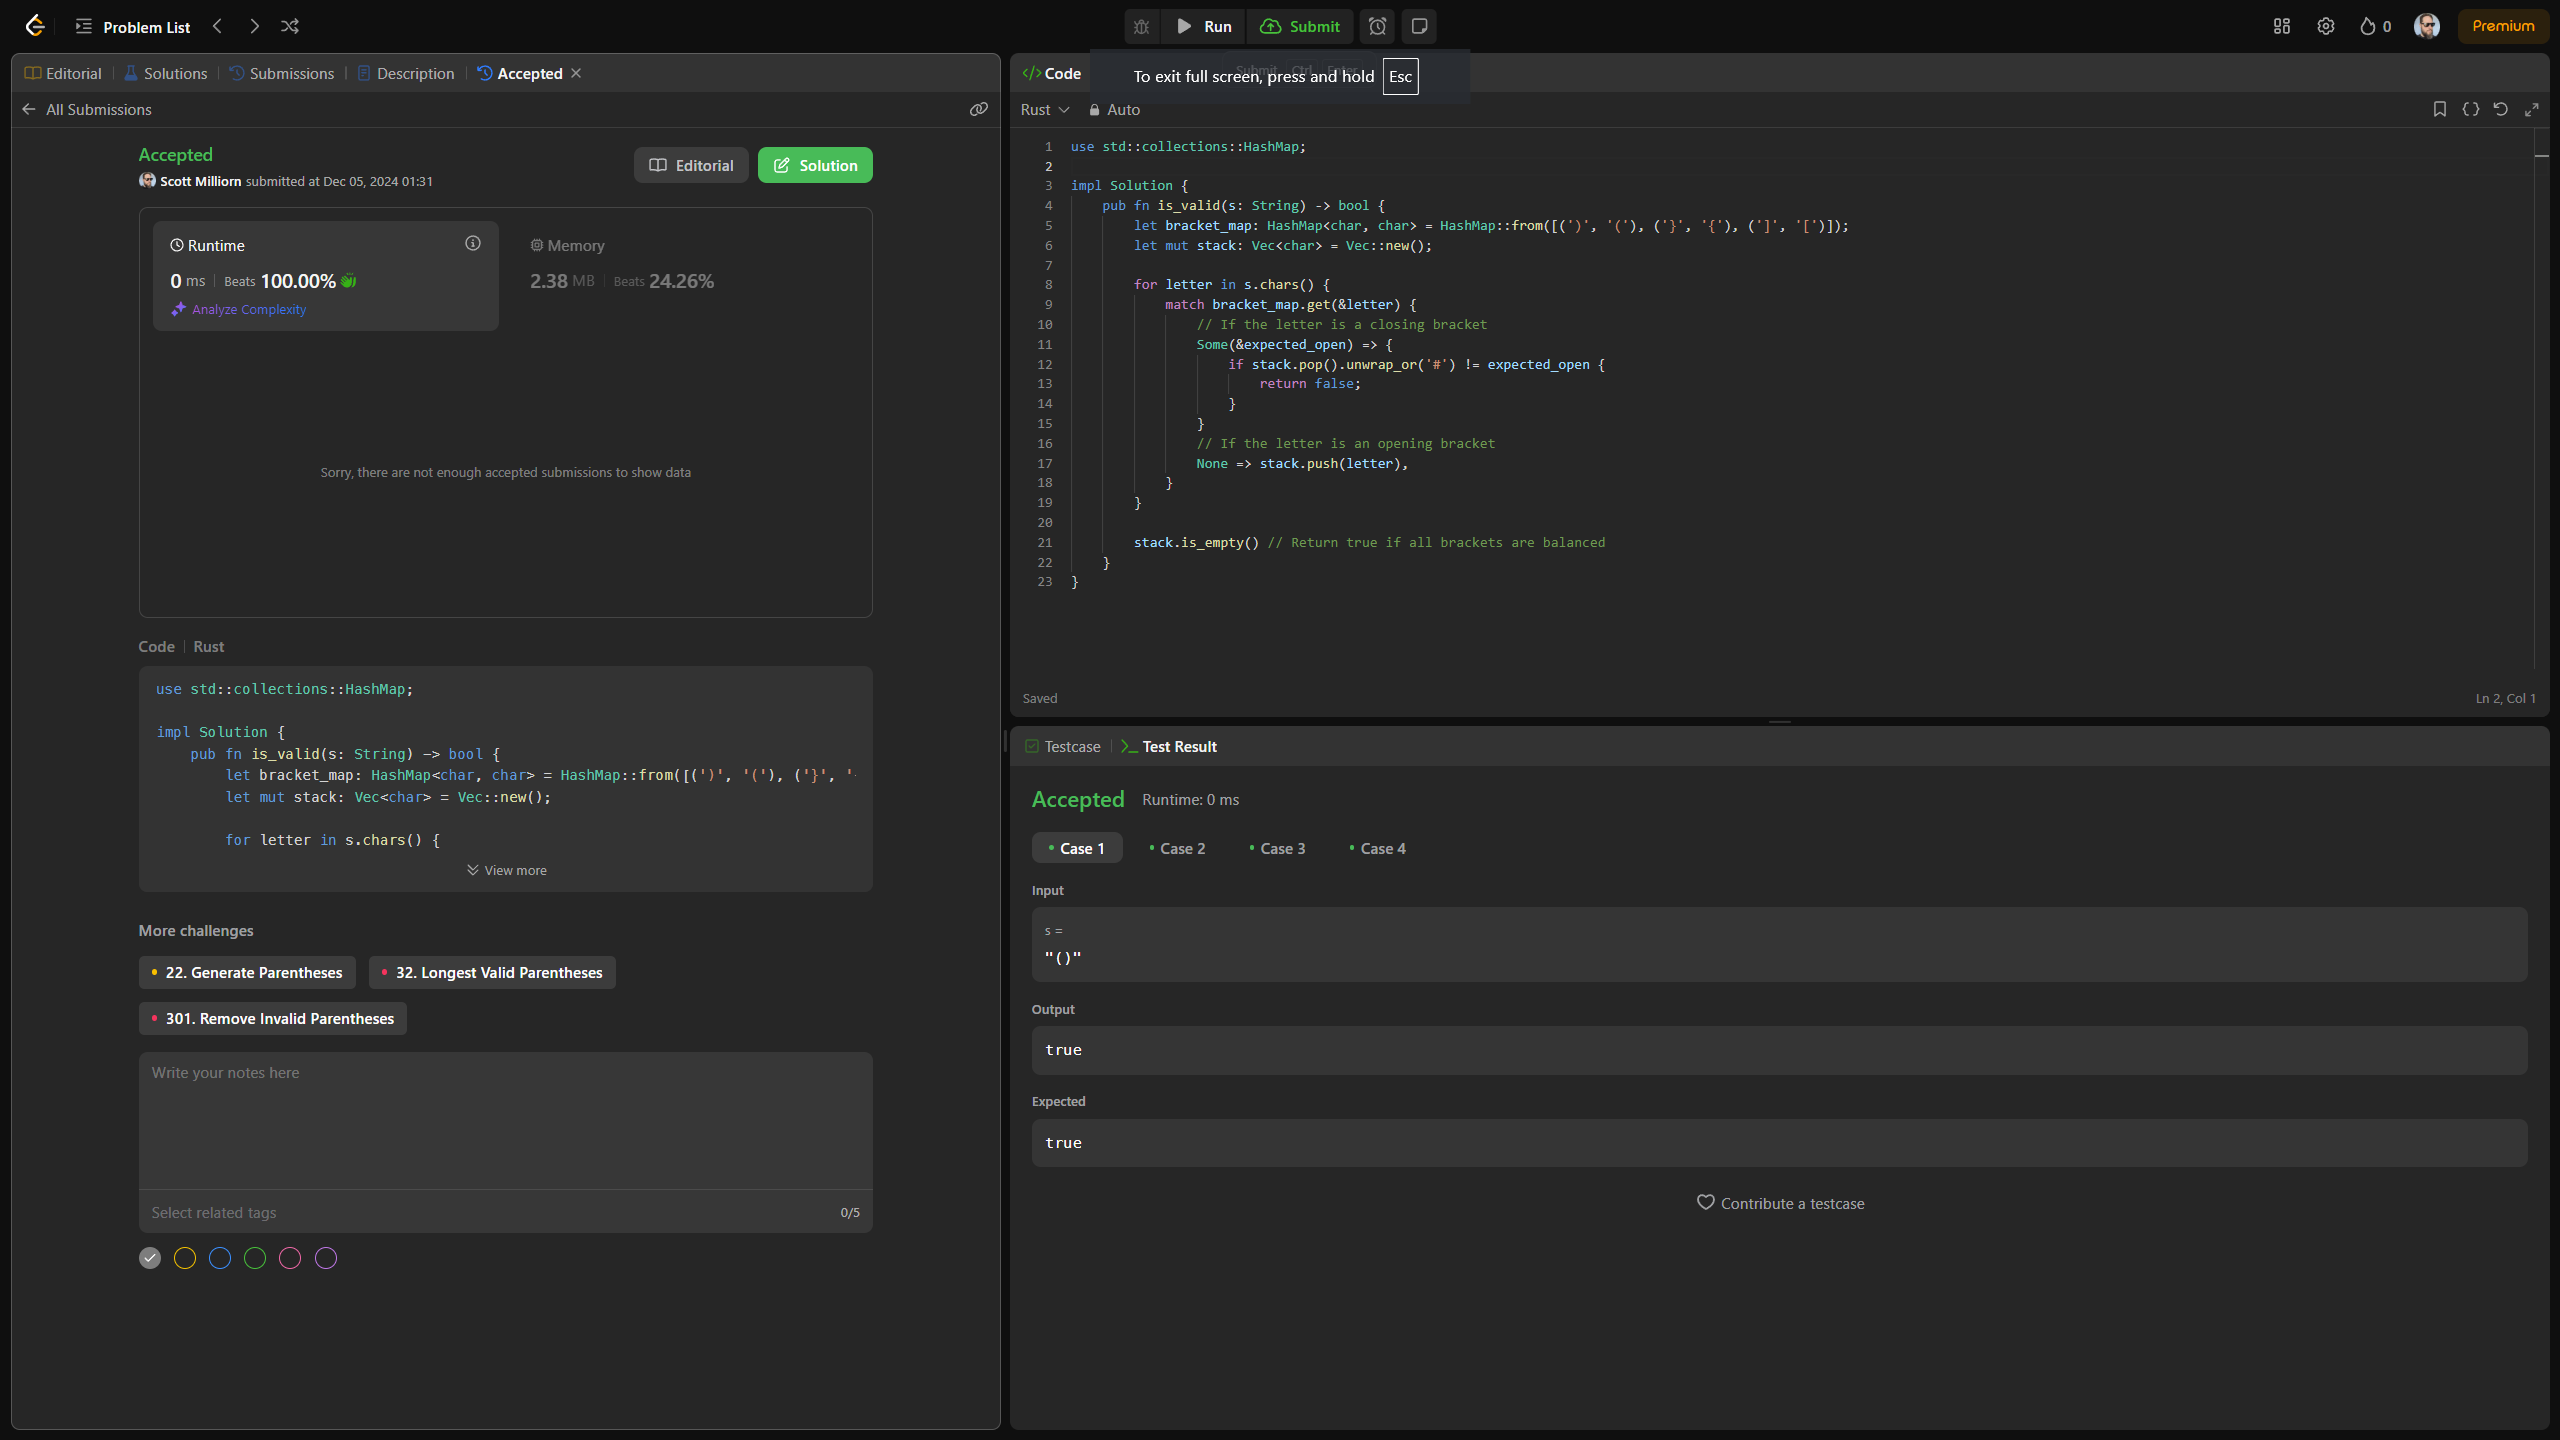 Problem List
Run
Submit
0
Premium
Editorial
Solutions
Submissions
Description
Accepted
All Submissions
Accepted
Scott Milliorn submitted at Dec 05, 2024 01:31
Editorial
Solution
Runtime
0 ms
Beats 100.00%
Analyze Complexity
Memory
2.38 MB
Beats 24.26%
Sorry, there are not enough accepted submissions to show data
Code
Rust
use std::collections::HashMap;
impl Solution {
pub fn is_valid(s: String) -> bool {
let bracket_map: HashMap<char, char> = HashMap::from([(')', '('), ('}', '
let mut stack: Vec<char> = Vec::new();
for letter in s.chars() {
View more
More challenges
22. Generate Parentheses
32. Longest Valid Parentheses
301. Remove Invalid Parentheses
Write your notes here
Select related tags
0/5
Code
Submit Ctrl Enter
To exit full screen, press and hold Esc
Rust
Auto
1 use std::collections::HashMap;
2
3 impl Solution {
4 pub fn is_valid(s: String) -> bool {
5 let bracket_map: HashMap<char, char> = HashMap::from([(')', '('), ('}', '{'), (']', '[')]);
6 let mut stack: Vec<char> = Vec::new();
7
8 for letter in s.chars() {
9 match bracket_map.get(&letter) {
10 // If the letter is a closing bracket
11 Some(&expected_open) => {
12 if stack.pop().unwrap_or('#') != expected_open {
13 return false;
14 }
15 }
16 // If the letter is an opening bracket
17 None => stack.push(letter),
18 }
19 }
20
21 stack.is_empty() // Return true if all brackets are balanced
22 }
23 }
Saved
Ln 2, Col 1
Testcase
Test Result
Accepted
Runtime: 0 ms
Case 1
Case 2
Case 3
Case 4
Input
s =
"()"
Output
true
Expected
true
Contribute a testcase